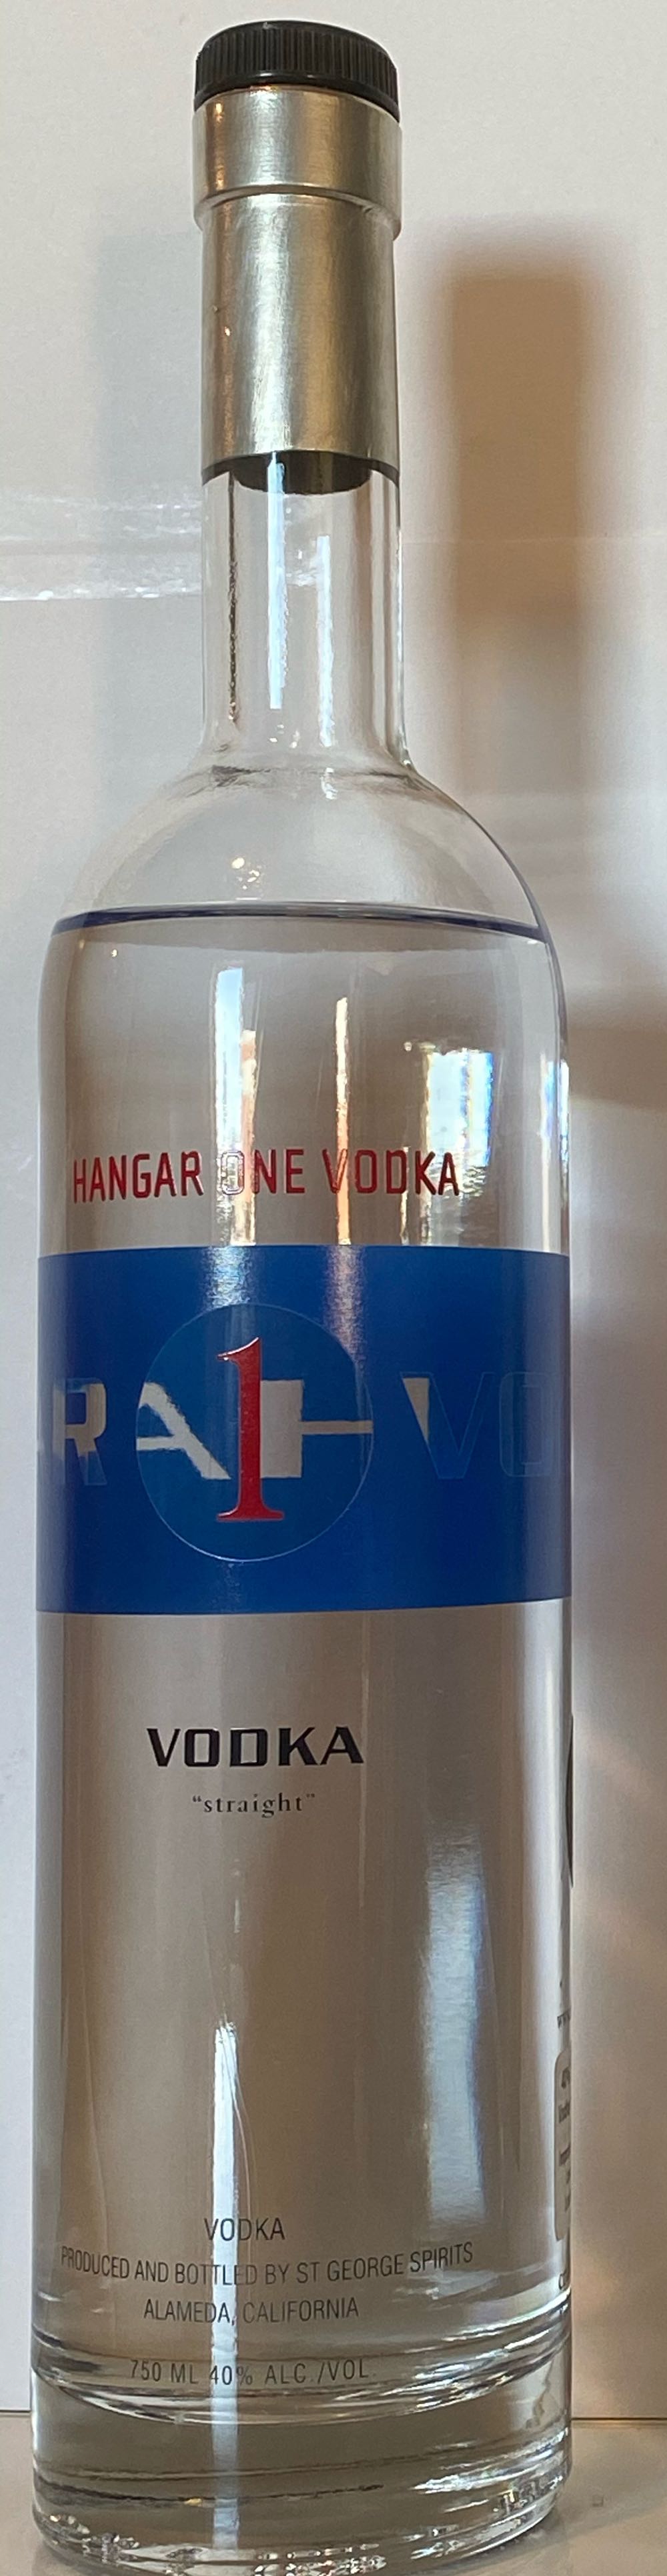 HANGAR ONE VODKA
1
VODKA
“straight”
VODKA
PRODUCED AND BOTTLED BY ST GEORGE SPIRITS
ALAMEDA, CALIFORNIA
750 ML 40% ALC./VOL.